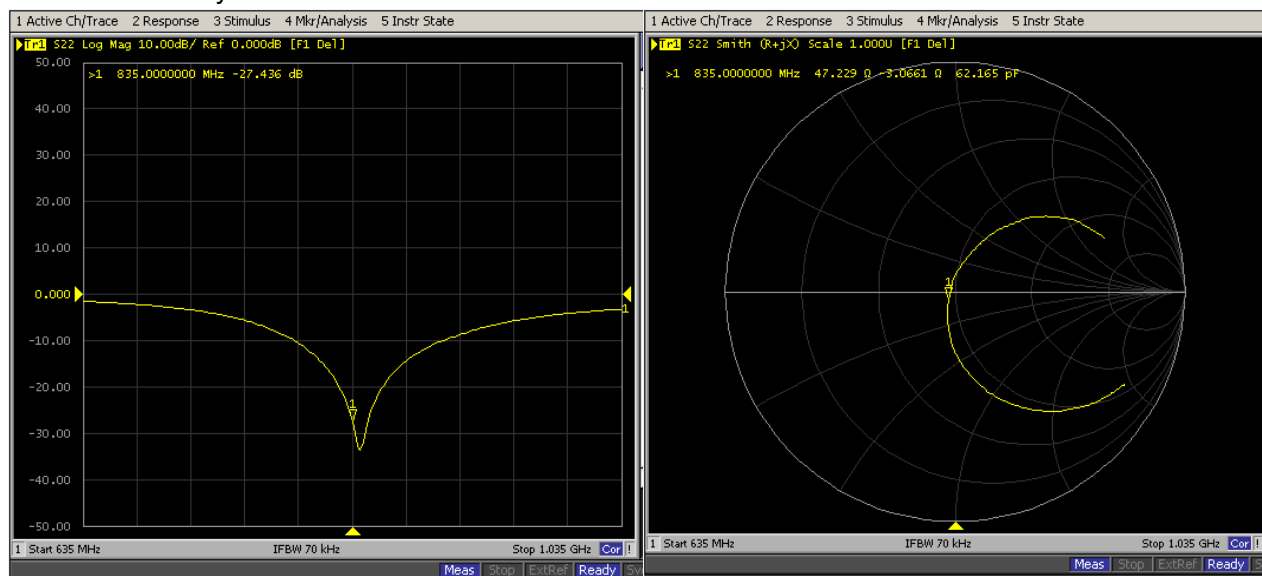 1 Active Ch/Trace 2 Response 3 Stimulus 4 Mkr/Analysis 5 Instr State
Tr1 S22 Log Mag 10.00dB/ Ref 0.000dB [F1 Del]
50.00
>1 835.0000000 MHz -27.436 dB
40.00
30.00
20.00
10.00
0.000
1
-10.00
-20.00
1
-30.00
-40.00
-50.00
1 Start 635 MHz IFBW 70 kHz Stop 1.035 GHz Cor !
Meas Stop ExtRef Ready
1 Active Ch/Trace 2 Response 3 Stimulus 4 Mkr/Analysis 5 Instr State
Tr1 S22 Smith (R+jX) Scale 1.000U [F1 Del]
>1 835.0000000 MHz 47.229 Ω -3.0661 Ω 62.165 pF
1
1 Start 635 MHz IFBW 70 kHz Stop 1.035 GHz Cor !
Meas Stop ExtRef Ready